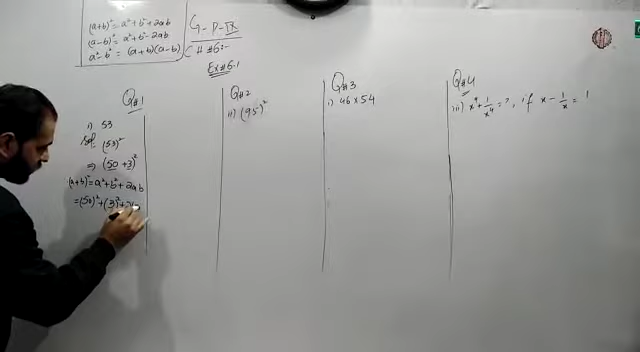 (a+b)² = a² + b² + 2ab
(a-b)² = a² + b² - 2ab
a² - b² = (a+b)(a-b)
G-P-IX
CH #6:-
Ex#6.1
Q#1
i) 53
Sol: (53)²
⇒ (50 + 3)²
(a+b)² = a² + b² + 2ab
= (50)² + (3)² + 2(
Q#2
ii) (95)²
Q#3
i) 46 x 54
Q#4
iii) x⁴ + 1/x⁴ = ?, if x - 1/x = 1